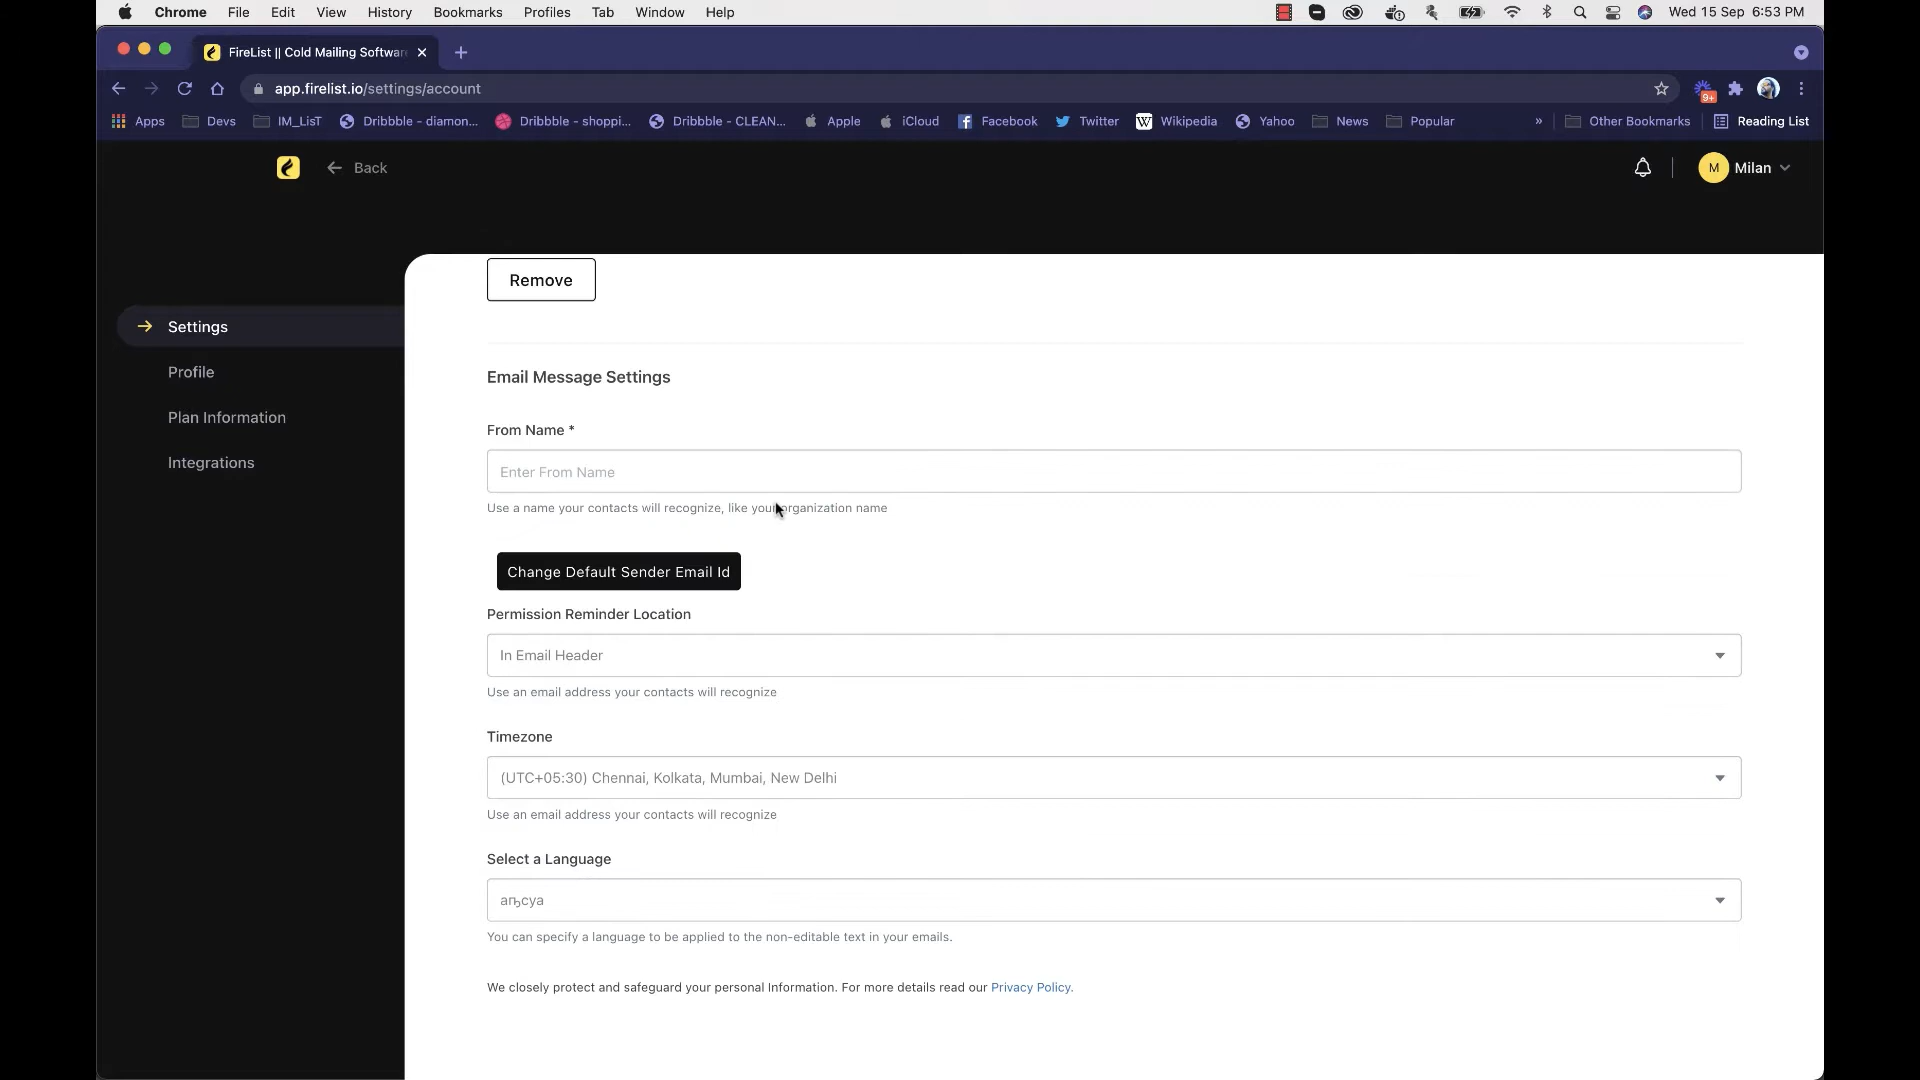 Chrome File Edit View History Bookmarks Profiles Tab Window Help Wed 15 Sep 6:53 PM
FireList || Cold Mailing Softwar
app.firelist.io/settings/account 9+
Apps Devs IM_LisT Dribbble - diamon... Dribbble - shoppi... Dribbble - CLEAN... Apple iCloud Facebook Twitter W Wikipedia Yahoo News Popular » Other Bookmarks Reading List
Back M Milan
Remove
Settings
Profile
Plan Information
Integrations
Email Message Settings
From Name *
Enter From Name
Use a name your contacts will recognize, like your organization name
Change Default Sender Email Id
Permission Reminder Location
In Email Header
Use an email address your contacts will recognize
Timezone
(UTC+05:30) Chennai, Kolkata, Mumbai, New Delhi
Use an email address your contacts will recognize
Select a Language
аҧсуа
You can specify a language to be applied to the non-editable text in your emails.
We closely protect and safeguard your personal Information. For more details read our Privacy Policy.